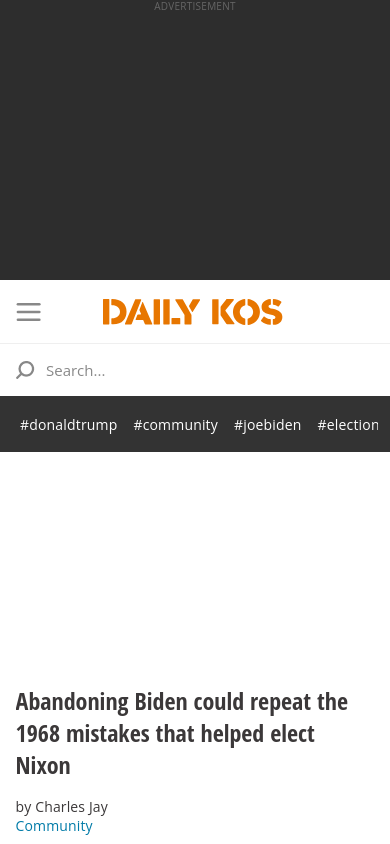 ADVERTISEMENT
DAILY KOS
Search...
#donaldtrump #community #joebiden #election
Abandoning Biden could repeat the
1968 mistakes that helped elect
Nixon
by Charles Jay
Community